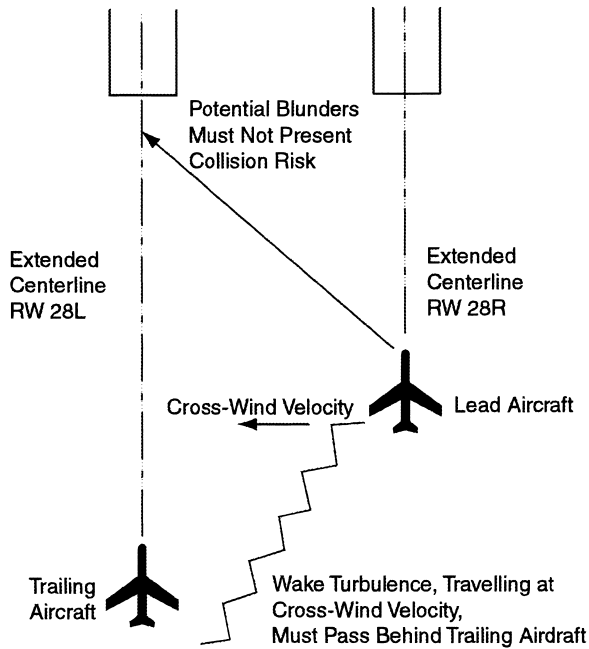 Potential Blunders
Must Not Present
Collision Risk
Extended
Centerline
RW 28L
Extended
Centerline
RW 28R
Cross-Wind Velocity
Lead Aircraft
Trailing
Aircraft
Wake Turbulence, Travelling at
Cross-Wind Velocity,
Must Pass Behind Trailing Airdraft